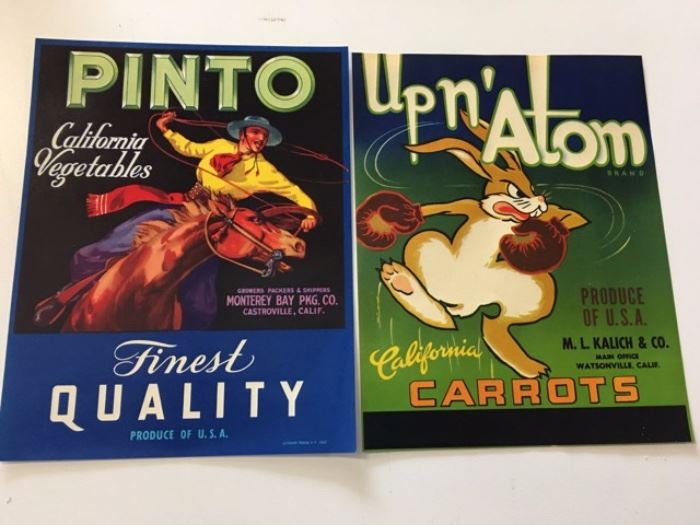 PINTO
California
Vegetables
GROWERS PACKERS & SHIPPERS
MONTEREY BAY PKG. CO.
CASTROVILLE, CALIF.
Finest
QUALITY
PRODUCE OF U.S.A.
Up n' Atom
BRAND
PRODUCE
OF U.S.A.
M. L. KALICH & CO.
MAIN OFFICE
WATSONVILLE, CALIF.
California
CARROTS